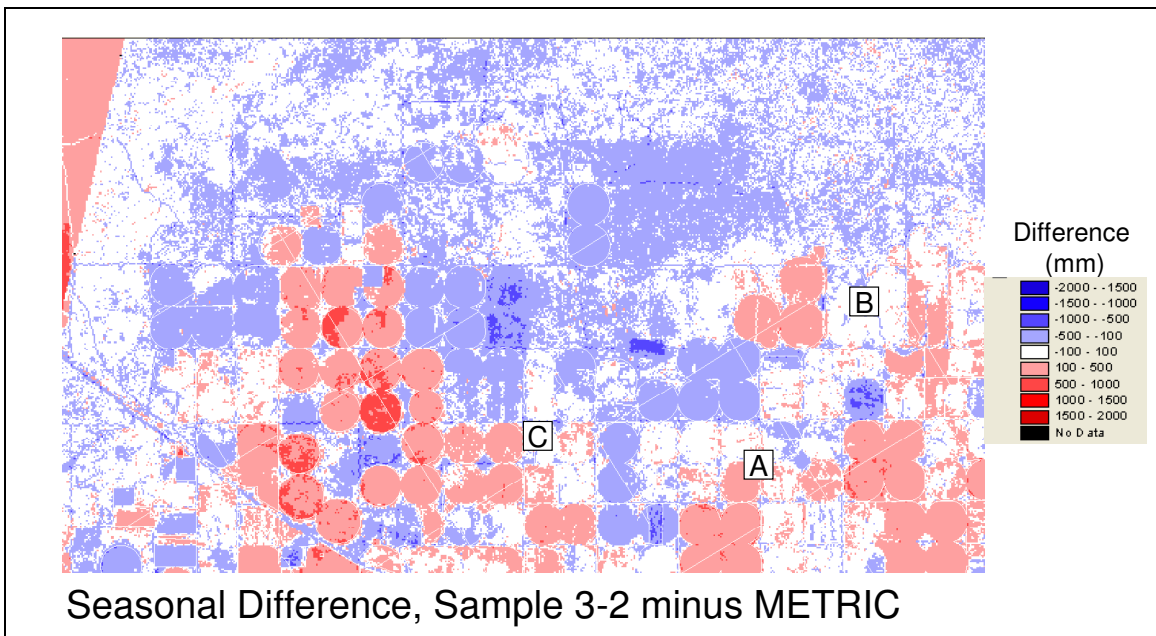 B
C
A
Difference
(mm)
-2000 - -1500
-1500 - -1000
-1000 - -500
-500 - -100
-100 - 100
100 - 500
500 - 1000
1000 - 1500
1500 - 2000
No Data
Seasonal Difference, Sample 3-2 minus METRIC